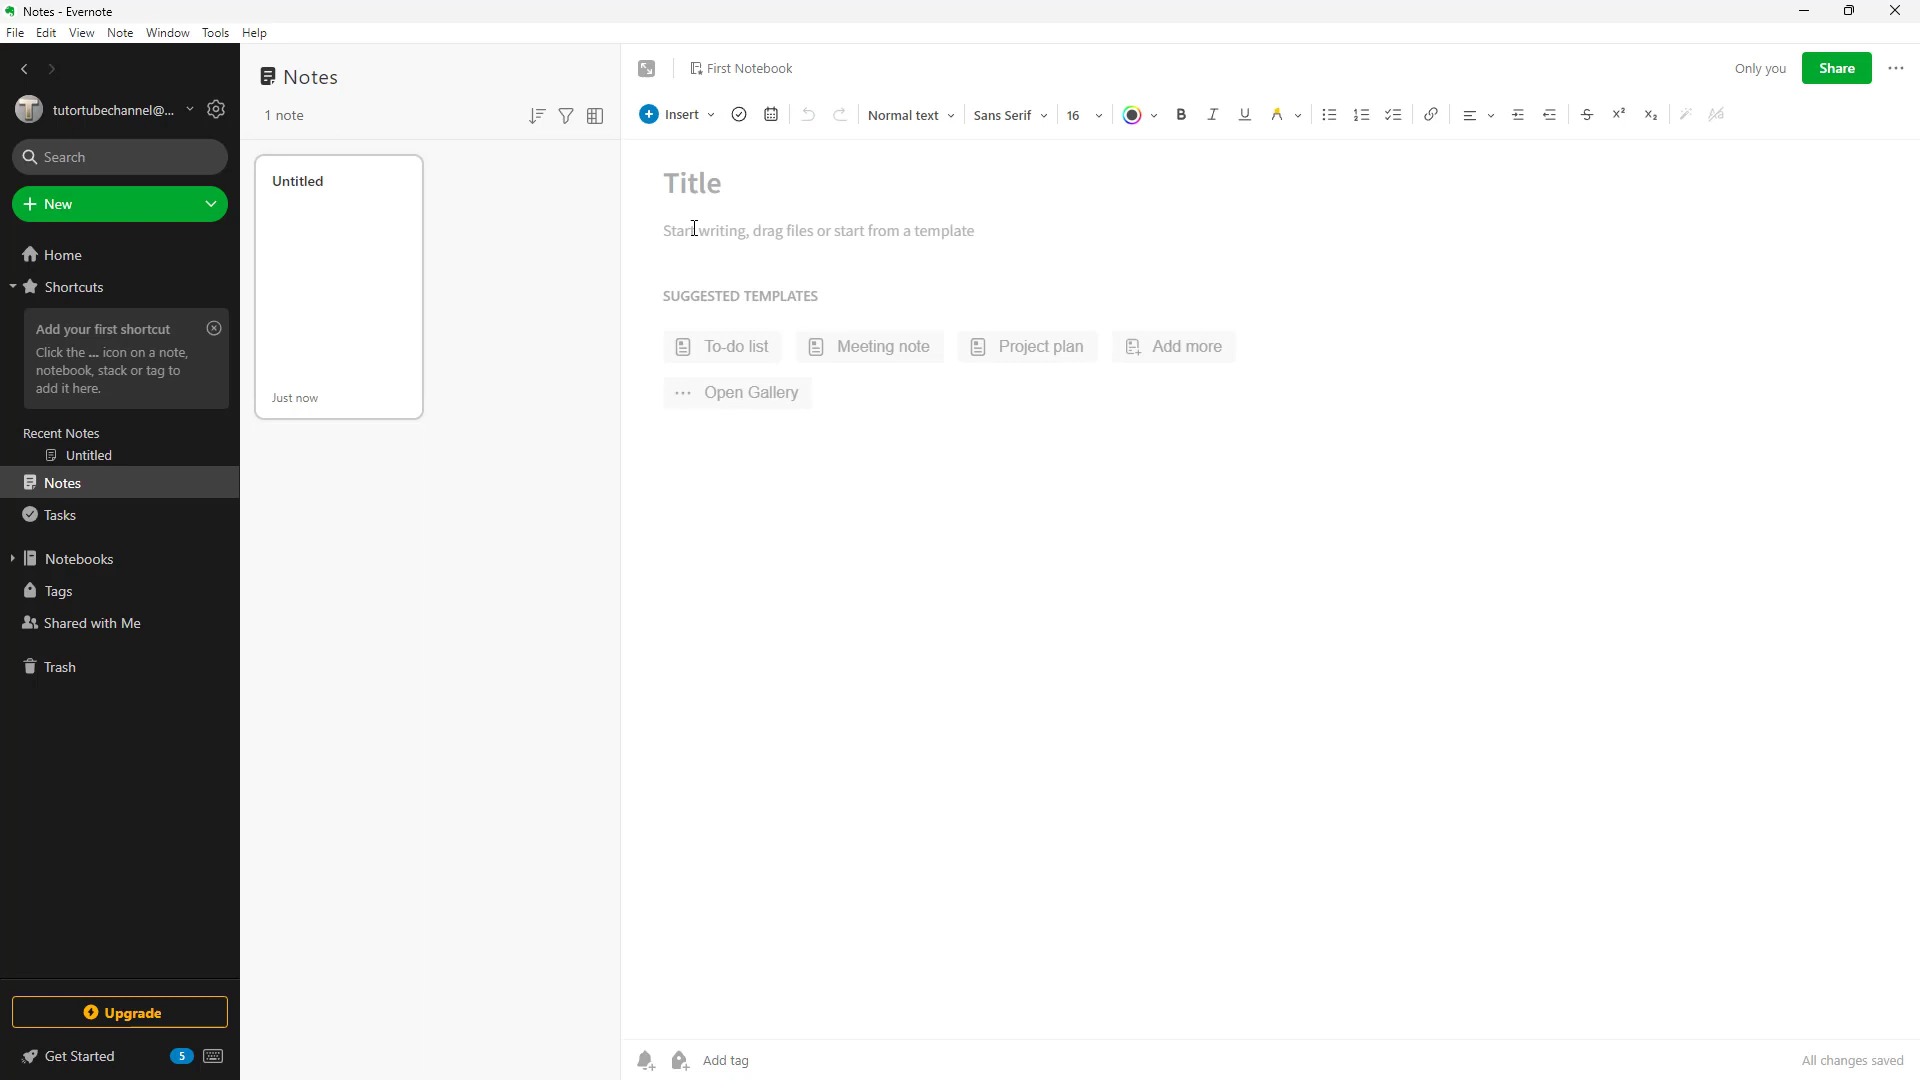 Notes - Evernote
File Edit View Note Window Tools Help
tutortubechannel@...
Search
New
Home
Shortcuts
Add your first shortcut
Click the ... icon on a note,
notebook, stack or tag to
add it here.
Recent Notes
Untitled
Notes
Tasks
Notebooks
Tags
Shared with Me
Trash
Upgrade
Get Started 5
Notes
1 note
Untitled
Just now
First Notebook
Only you Share
Insert Normal text Sans Serif 16
Title
Start writing, drag files or start from a template
SUGGESTED TEMPLATES
To-do list Meeting note Project plan Add more
Open Gallery
Add tag
All changes saved